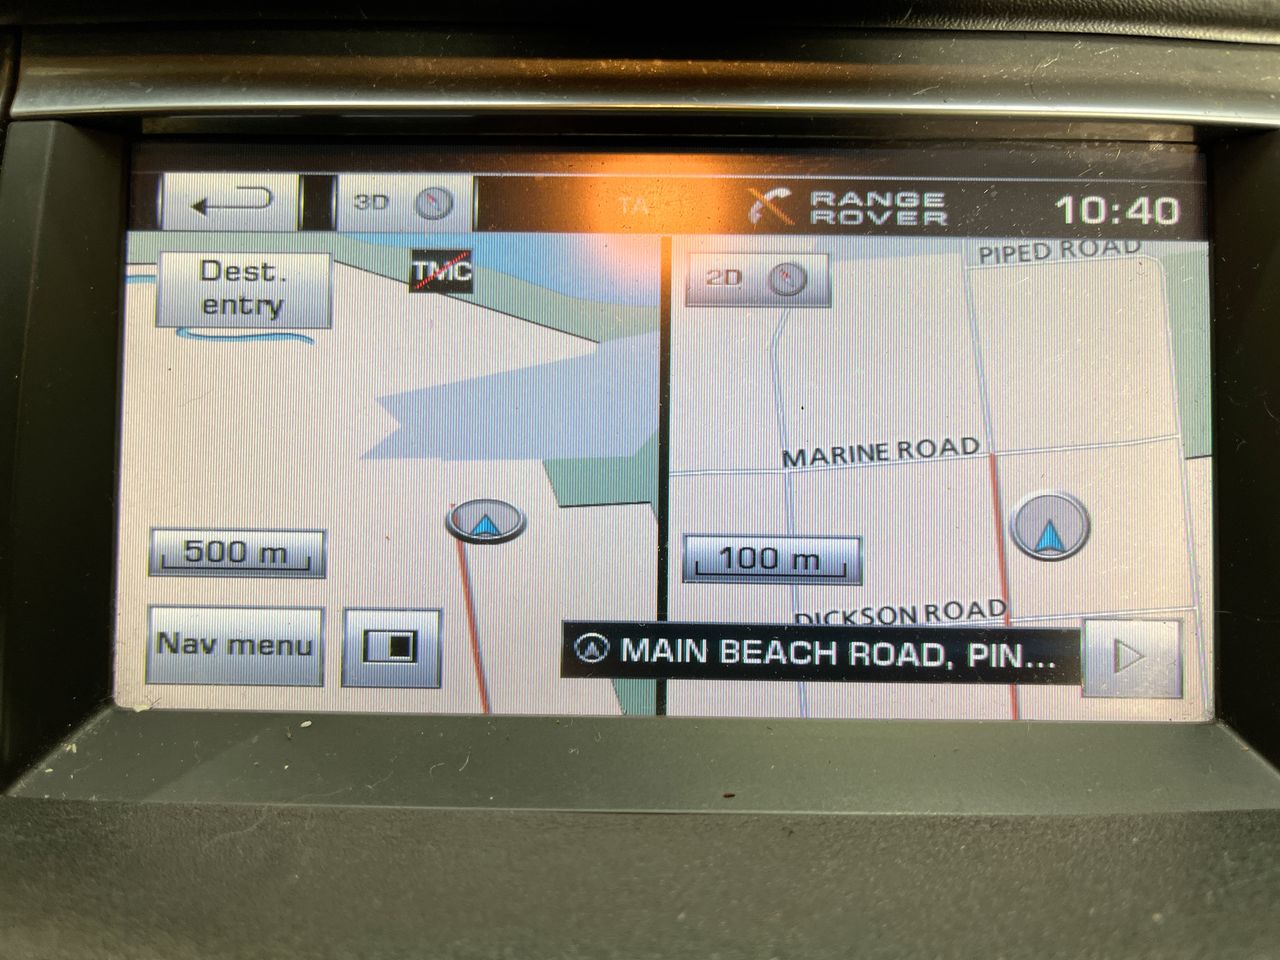 3D
TA
RANGE
ROVER
10:40
Dest.
entry
TMC
2D
PIPED ROAD
MARINE ROAD
500 m
100 m
DICKSON ROAD
Nav menu
MAIN BEACH ROAD, PIN...